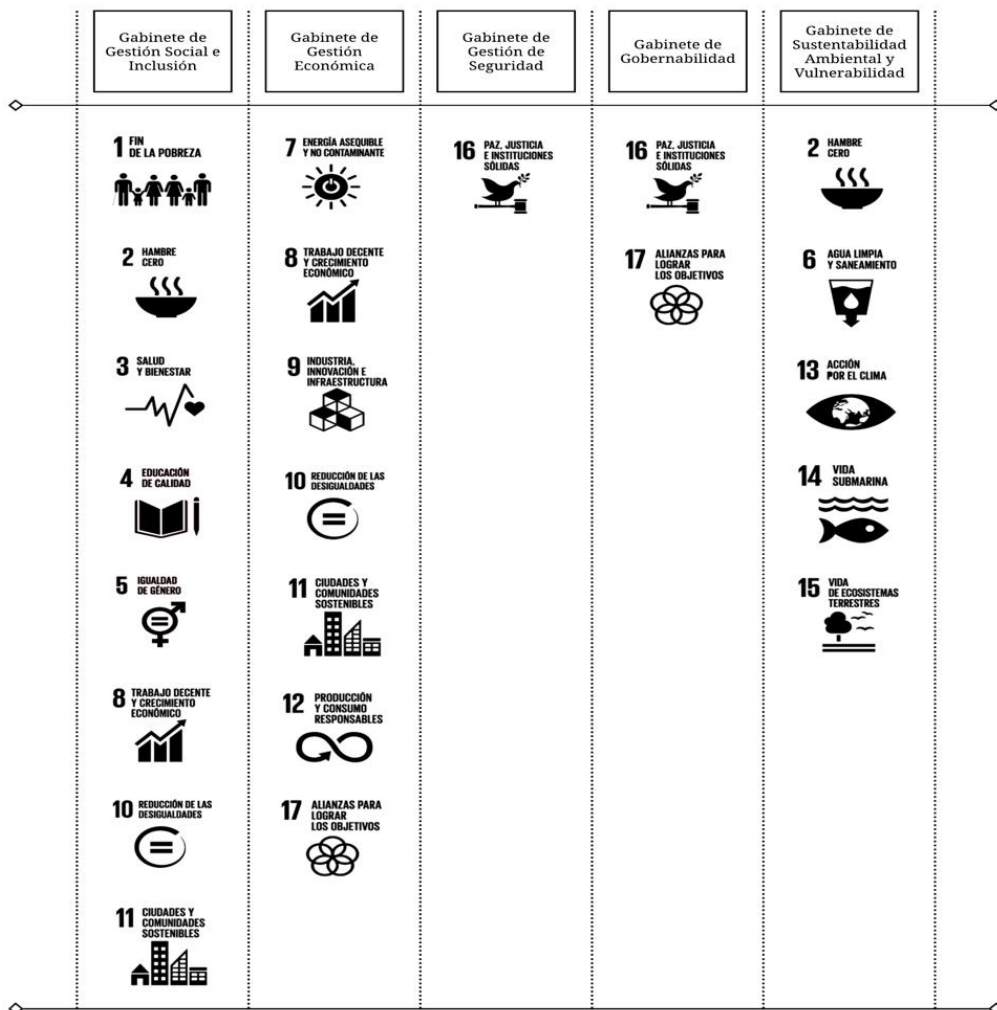 Gabinete de
Gestión Social e
Inclusión
Gabinete de
Gestión
Económica
Gabinete de
Gestión de
Seguridad
Gabinete de
Gobernabilidad
Gabinete de
Sustentabilidad
Ambiental y
Vulnerabilidad
1 FIN
DE LA POBREZA
2 HAMBRE
CERO
3 SALUD
Y BIENESTAR
4 EDUCACIÓN
DE CALIDAD
5 IGUALDAD
DE GÉNERO
8 TRABAJO DECENTE
Y CRECIMIENTO
ECONÓMICO
10 REDUCCIÓN DE LAS
DESIGUALDADES
11 CIUDADES Y
COMUNIDADES
SOSTENIBLES
7 ENERGÍA ASEQUIBLE
Y NO CONTAMINANTE
8 TRABAJO DECENTE
Y CRECIMIENTO
ECONÓMICO
9 INDUSTRIA,
INNOVACIÓN E
INFRAESTRUCTURA
10 REDUCCIÓN DE LAS
DESIGUALDADES
11 CIUDADES Y
COMUNIDADES
SOSTENIBLES
12 PRODUCCIÓN
Y CONSUMO
RESPONSABLES
17 ALIANZAS PARA
LOGRAR
LOS OBJETIVOS
16 PAZ, JUSTICIA
E INSTITUCIONES
SÓLIDAS
16 PAZ, JUSTICIA
E INSTITUCIONES
SÓLIDAS
17 ALIANZAS PARA
LOGRAR
LOS OBJETIVOS
2 HAMBRE
CERO
6 AGUA LIMPIA
Y SANEAMIENTO
13 ACCIÓN
POR EL CLIMA
14 VIDA
SUBMARINA
15 VIDA
DE ECOSISTEMAS
TERRESTRES